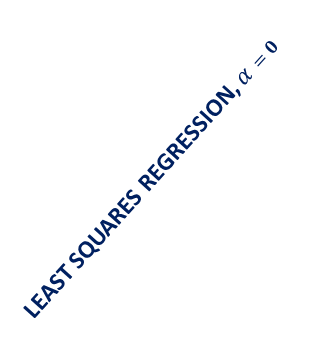 LEAST SQUARES REGRESSION, α = 0